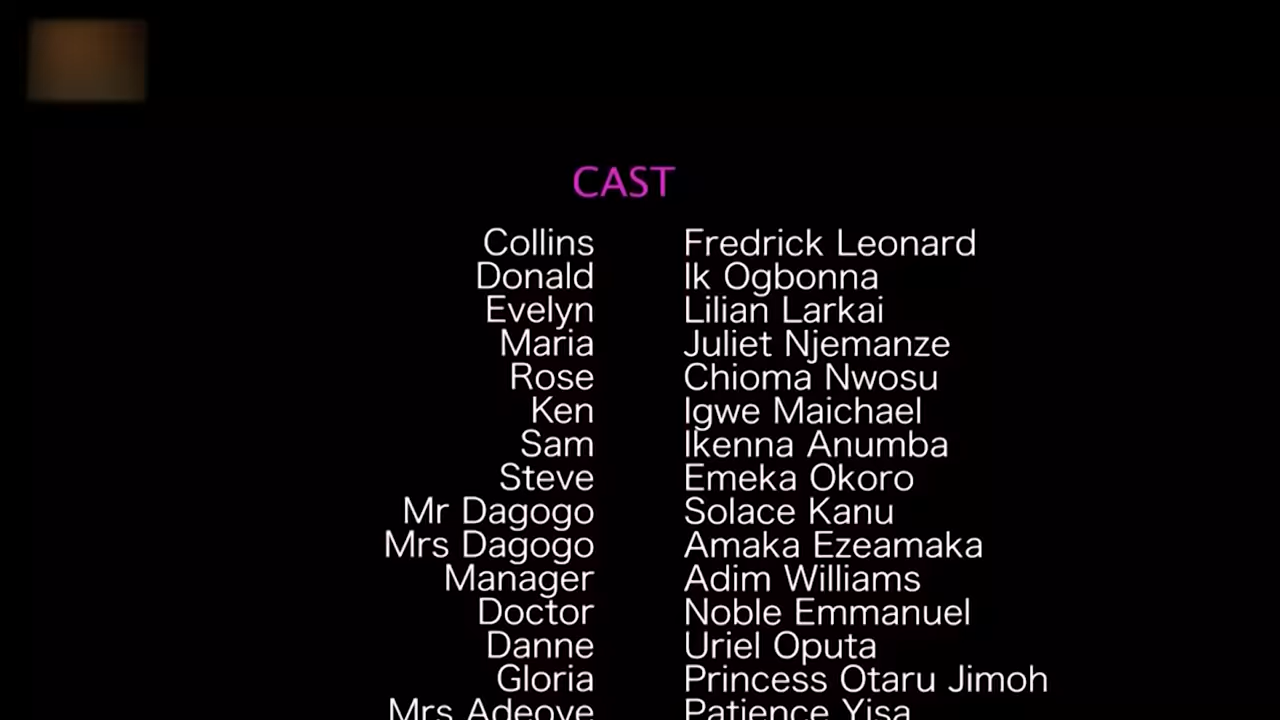 CAST
Collins Fredrick Leonard
Donald Ik Ogbonna
Evelyn Lilian Larkai
Maria Juliet Njemanze
Rose Chioma Nwosu
Ken Igwe Maichael
Sam Ikenna Anumba
Steve Emeka Okoro
Mr Dagogo Solace Kanu
Mrs Dagogo Amaka Ezeamaka
Manager Adim Williams
Doctor Noble Emmanuel
Danne Uriel Oputa
Gloria Princess Otaru Jimoh
Mrs Adeoye Patience Yisa